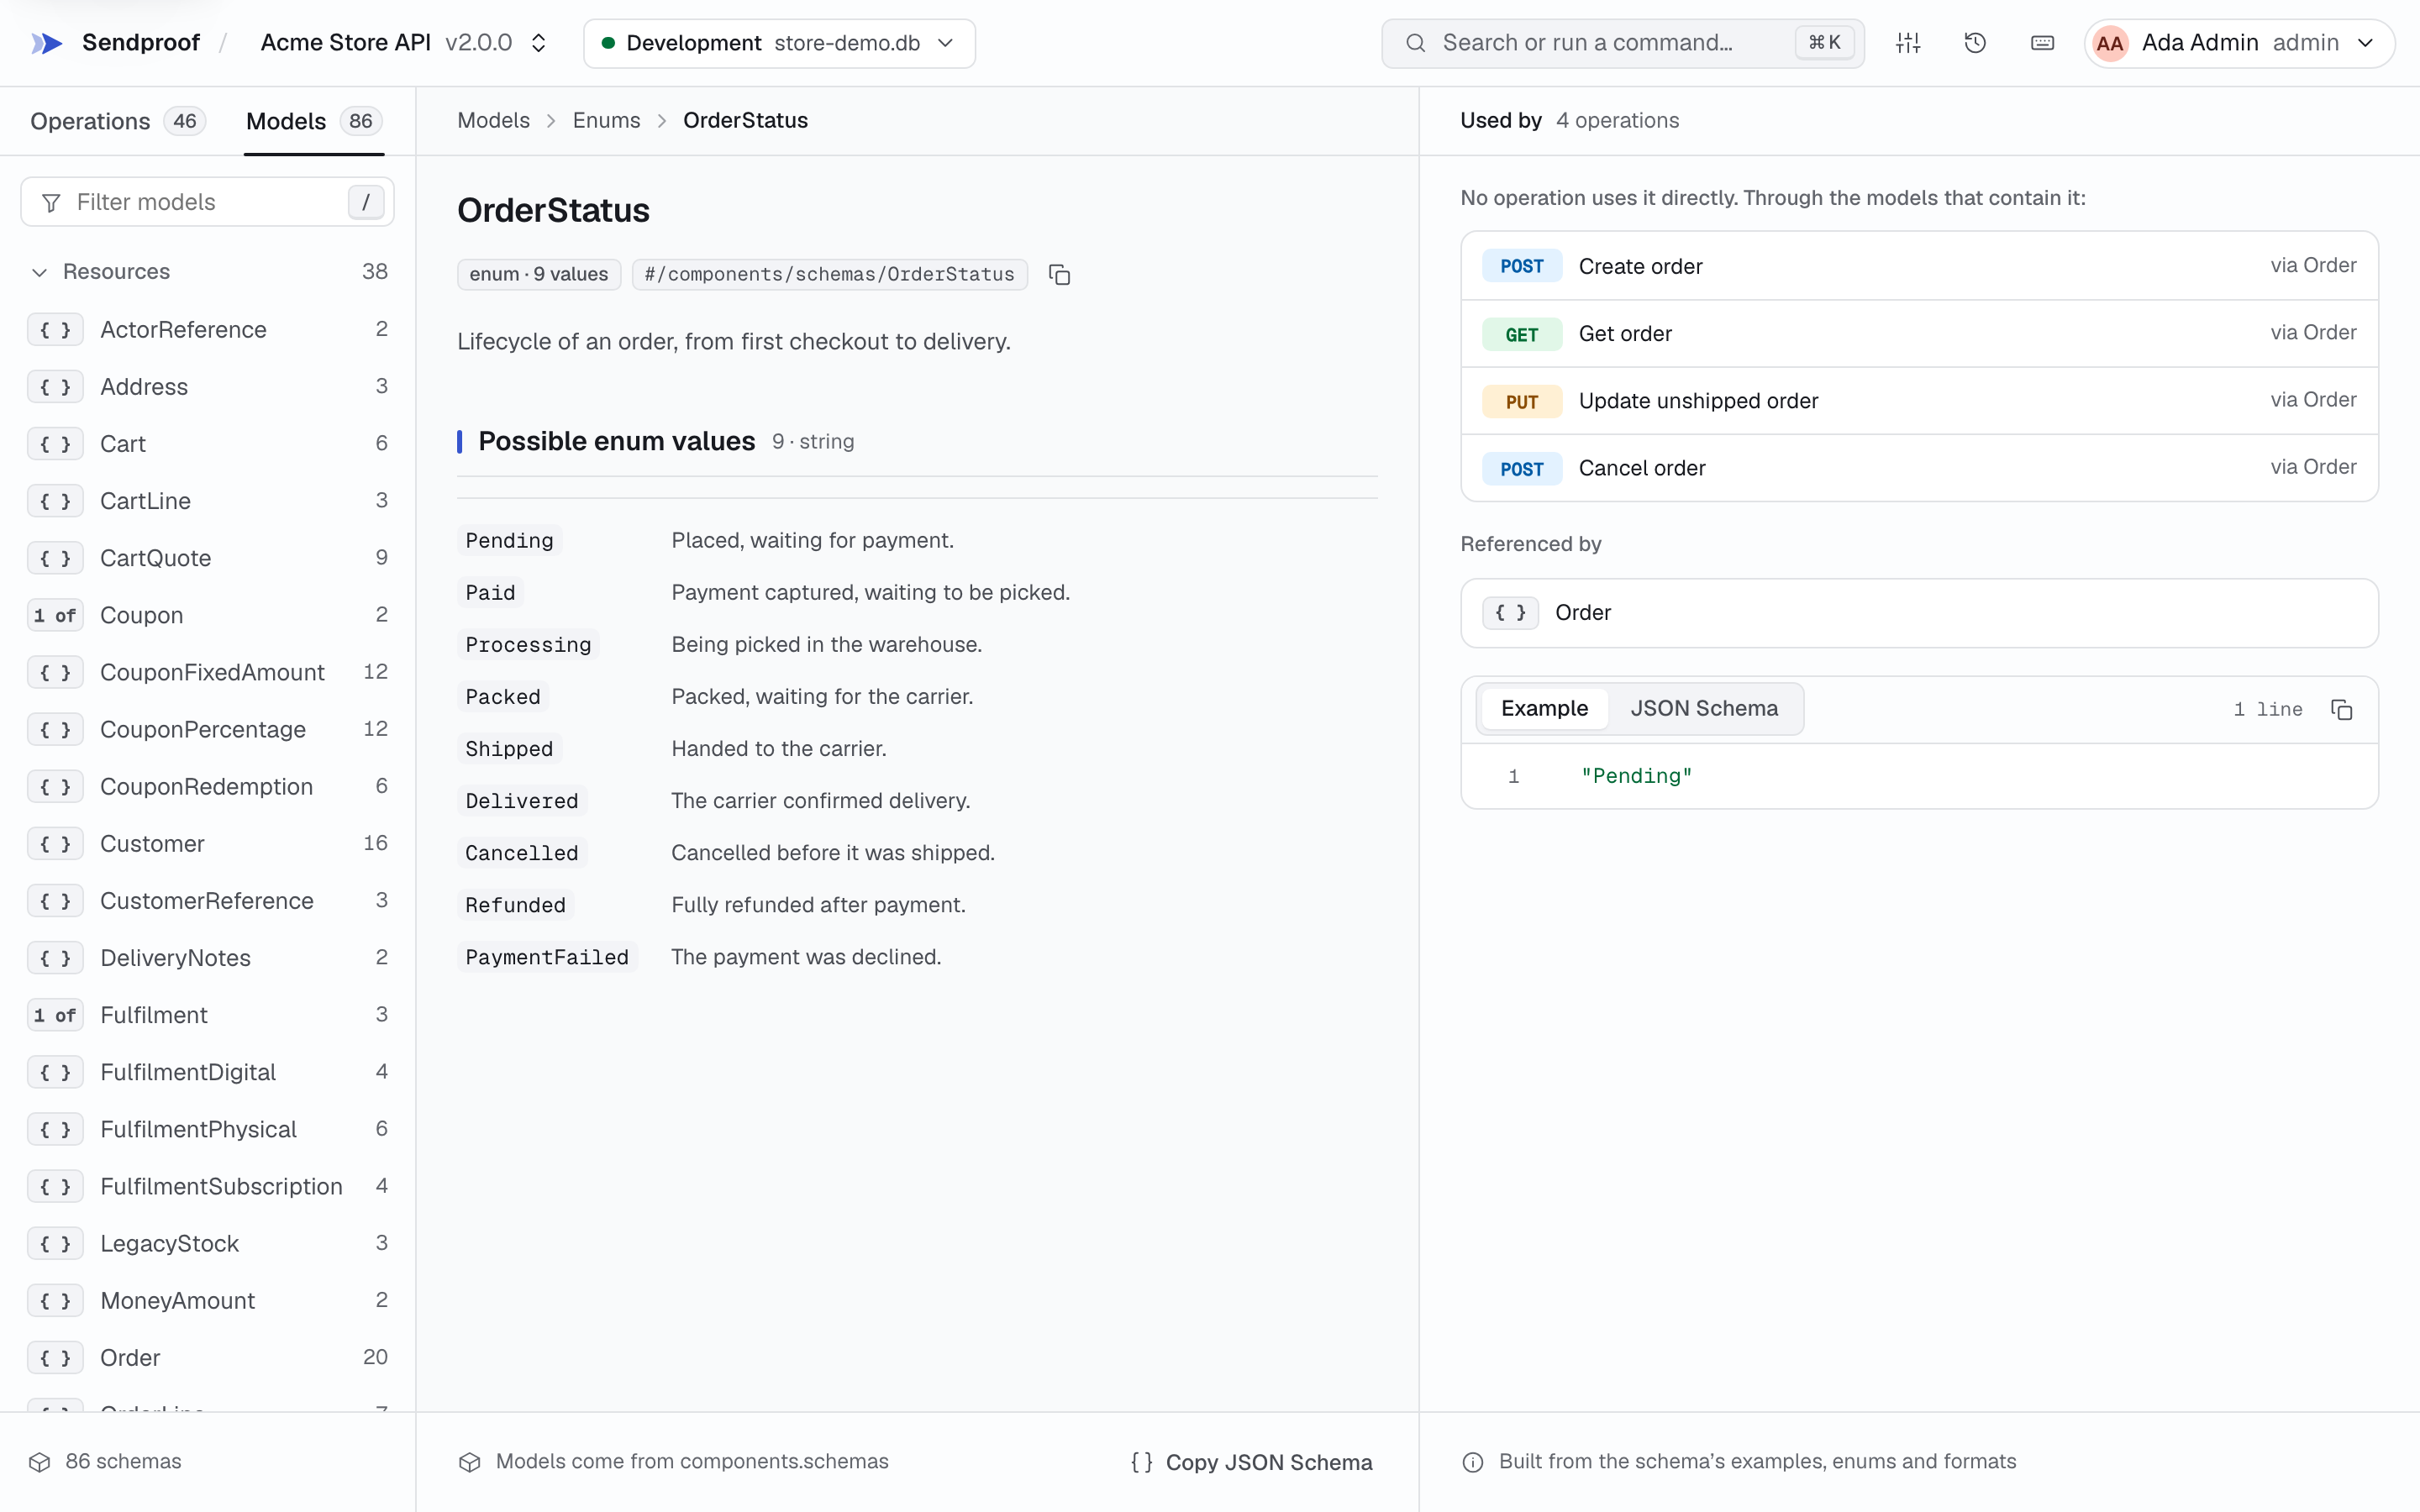 Sendproof / Acme Store API v2.0.0
Development store-demo.db
Search or run a command... ⌘K
AA Ada Admin admin
Operations 46 Models 86
Filter models /
Resources 38
{ } ActorReference 2
{ } Address 3
{ } Cart 6
{ } CartLine 3
{ } CartQuote 9
1 of Coupon 2
{ } CouponFixedAmount 12
{ } CouponPercentage 12
{ } CouponRedemption 6
{ } Customer 16
{ } CustomerReference 3
{ } DeliveryNotes 2
1 of Fulfilment 3
{ } FulfilmentDigital 4
{ } FulfilmentPhysical 6
{ } FulfilmentSubscription 4
{ } LegacyStock 3
{ } MoneyAmount 2
{ } Order 20
86 schemas
Models > Enums > OrderStatus
OrderStatus
enum · 9 values #/components/schemas/OrderStatus
Lifecycle of an order, from first checkout to delivery.
Possible enum values 9 · string
Pending Placed, waiting for payment.
Paid Payment captured, waiting to be picked.
Processing Being picked in the warehouse.
Packed Packed, waiting for the carrier.
Shipped Handed to the carrier.
Delivered The carrier confirmed delivery.
Cancelled Cancelled before it was shipped.
Refunded Fully refunded after payment.
PaymentFailed The payment was declined.
Models come from components.schemas
{ } Copy JSON Schema
Used by 4 operations
No operation uses it directly. Through the models that contain it:
POST Create order via Order
GET Get order via Order
PUT Update unshipped order via Order
POST Cancel order via Order
Referenced by
{ } Order
Example JSON Schema 1 line
1 "Pending"
Built from the schema’s examples, enums and formats